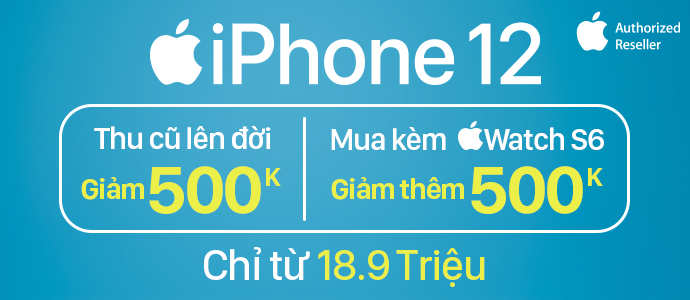 iPhone 12
Authorized
Reseller
Thu cũ lên đời
Giảm 500K
Mua kèm Watch S6
Giảm thêm 500K
Chỉ từ 18.9 Triệu